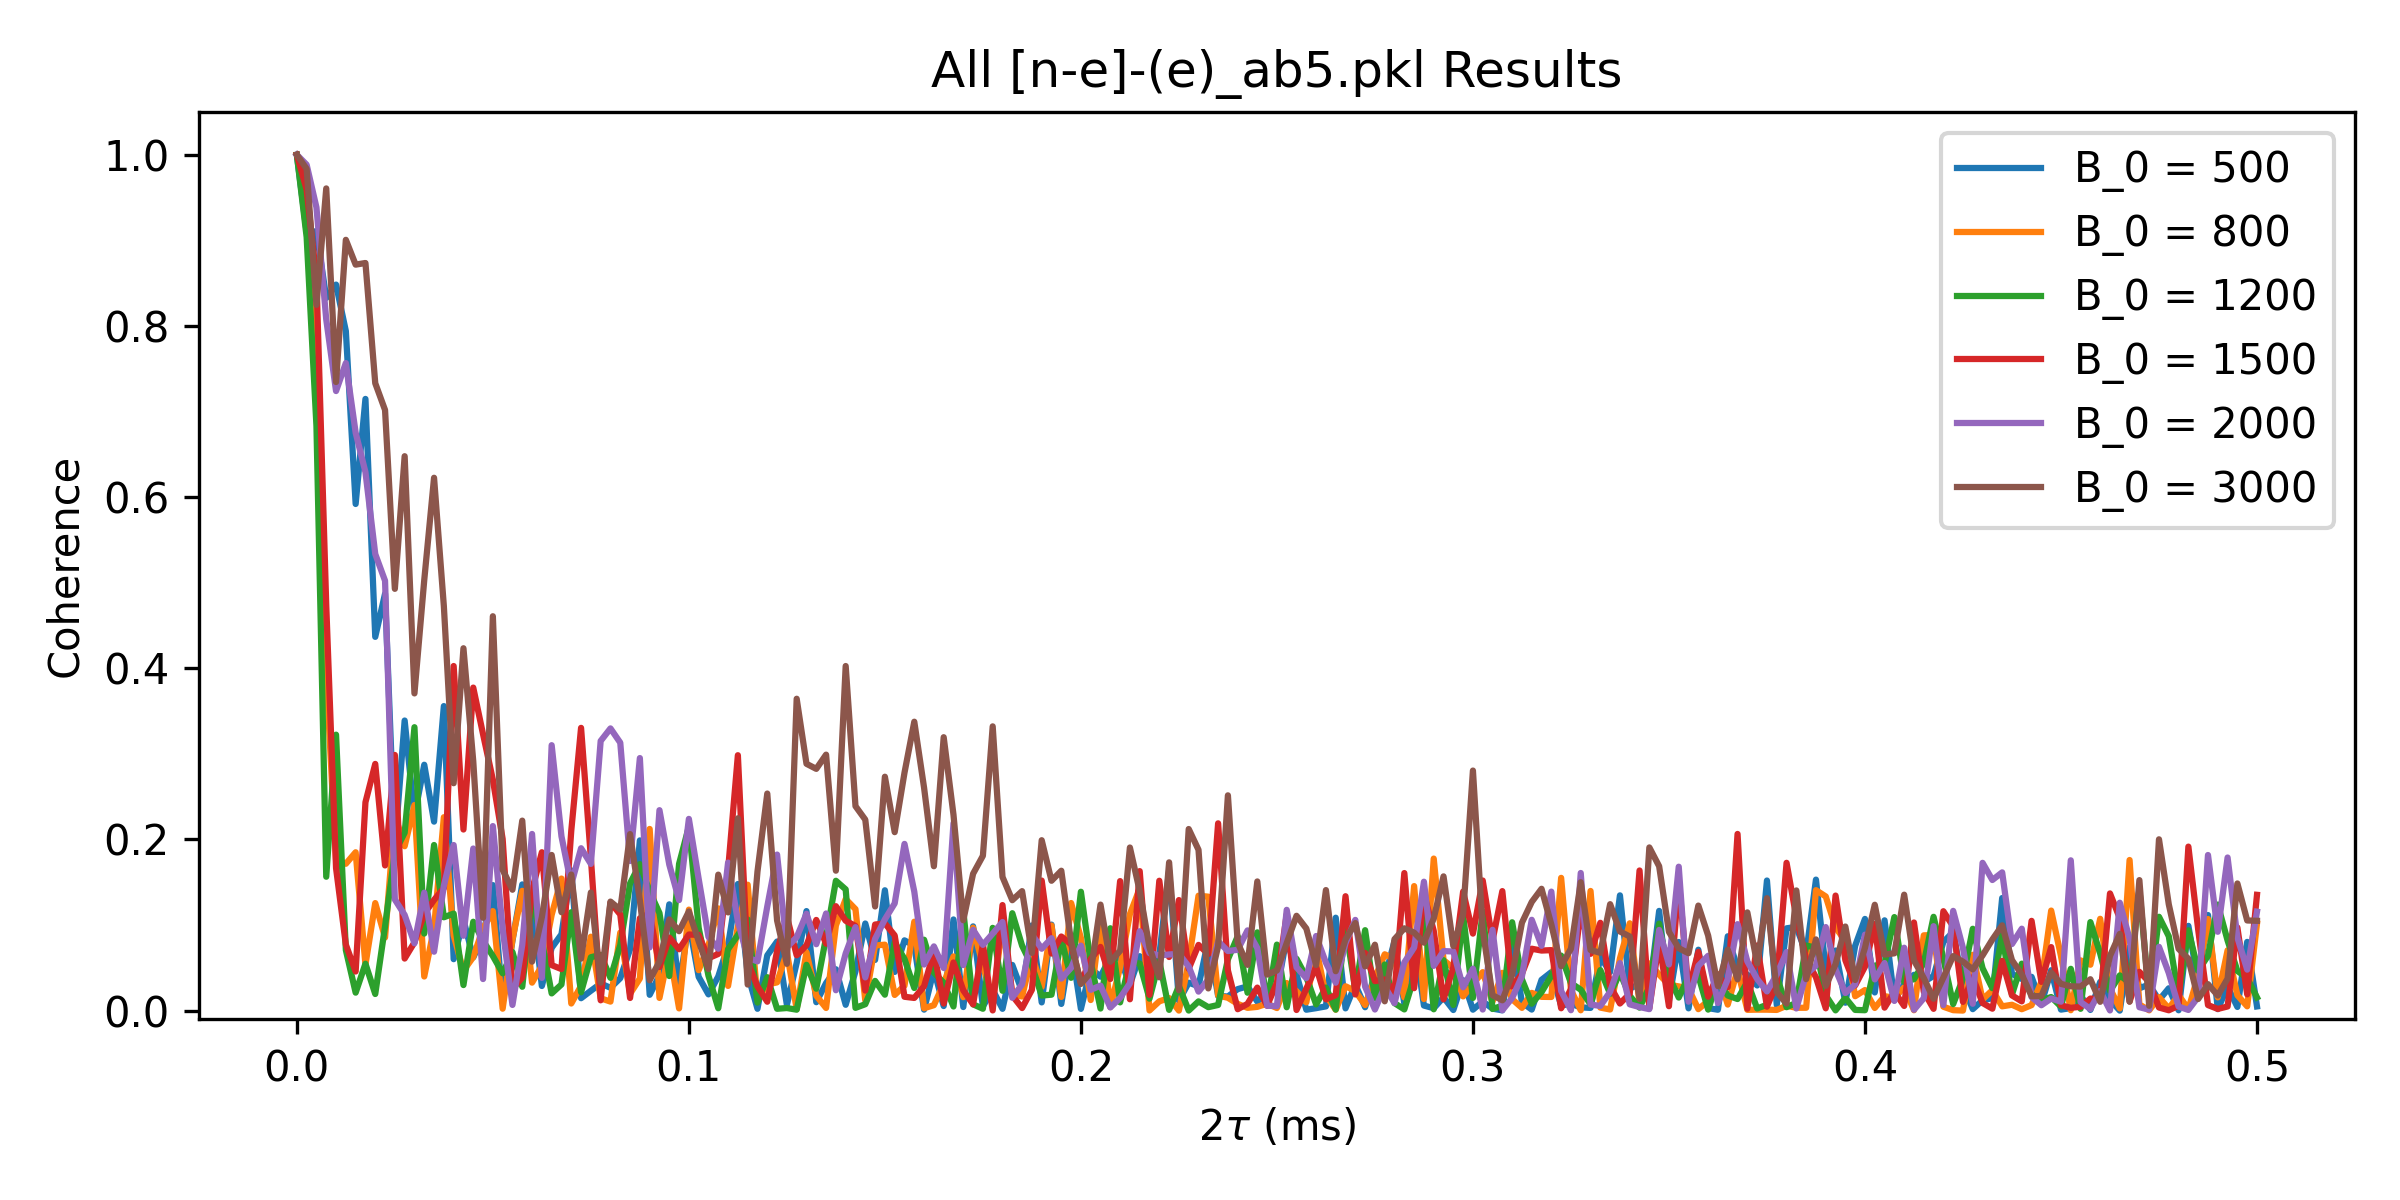 All [n-e]-(e)_ab5.pkl Results
1.0
0.8
0.6
0.4
0.2
0.0
Coherence
0.0 0.1 0.2 0.3 0.4 0.5
2τ (ms)
B_0 = 500
B_0 = 800
B_0 = 1200
B_0 = 1500
B_0 = 2000
B_0 = 3000